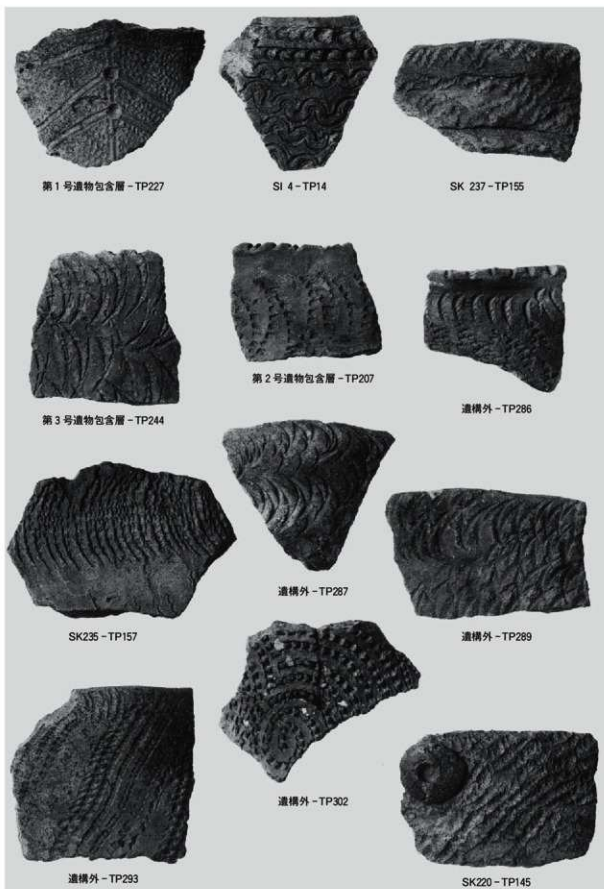 第1号遺物包含層-TP227
SI 4-TP14
SK 237-TP155
第3号遺物包含層-TP244
第2号遺物包含層-TP207
遺構外-TP286
SK235-TP157
遺構外-TP287
遺構外-TP289
遺構外-TP293
遺構外-TP302
SK220-TP145